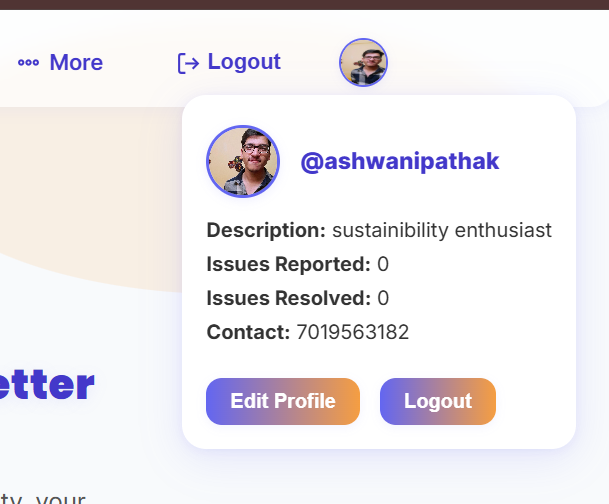 More
Logout
@ashwanipathak
Description: sustainibility enthusiast
Issues Reported: 0
Issues Resolved: 0
Contact: 7019563182
etter
Edit Profile
Logout
ty, your